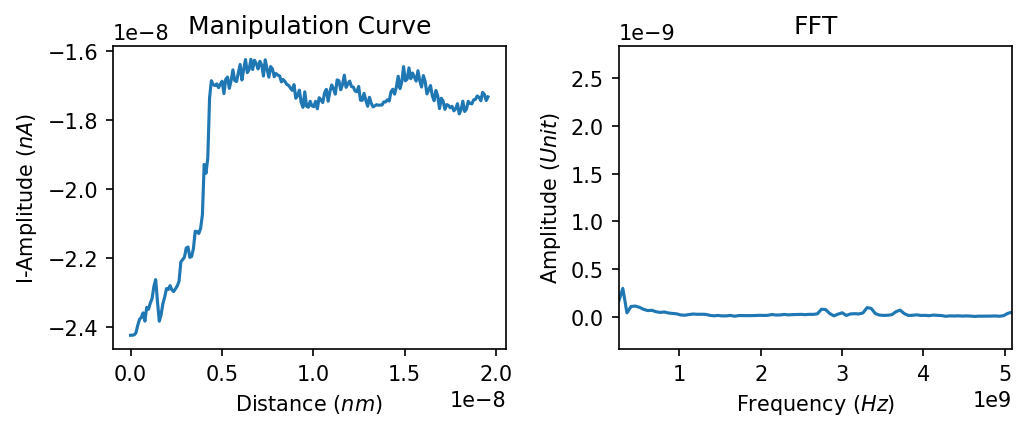 Manipulation Curve
1e−8
−1.6
−1.8
−2.0
−2.2
−2.4
I-Amplitude (nA)
0.0 0.5 1.0 1.5 2.0
1e−8
Distance (nm)
FFT
1e−9
2.5
2.0
1.5
1.0
0.5
0.0
Amplitude (Unit)
1 2 3 4 5
1e9
Frequency (Hz)